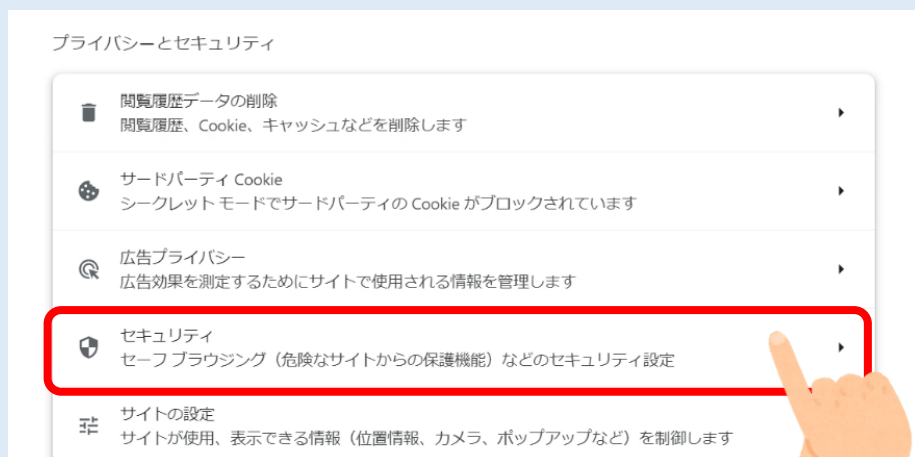 プライバシーとセキュリティ
閲覧履歴データの削除
閲覧履歴、Cookie、キャッシュなどを削除します
サードパーティ Cookie
シークレット モードでサードパーティの Cookie がブロックされています
広告プライバシー
広告効果を測定するためにサイトで使用される情報を管理します
セキュリティ
セーフ ブラウジング（危険なサイトからの保護機能）などのセキュリティ設定
サイトの設定
サイトが使用、表示できる情報（位置情報、カメラ、ポップアップなど）を制御します